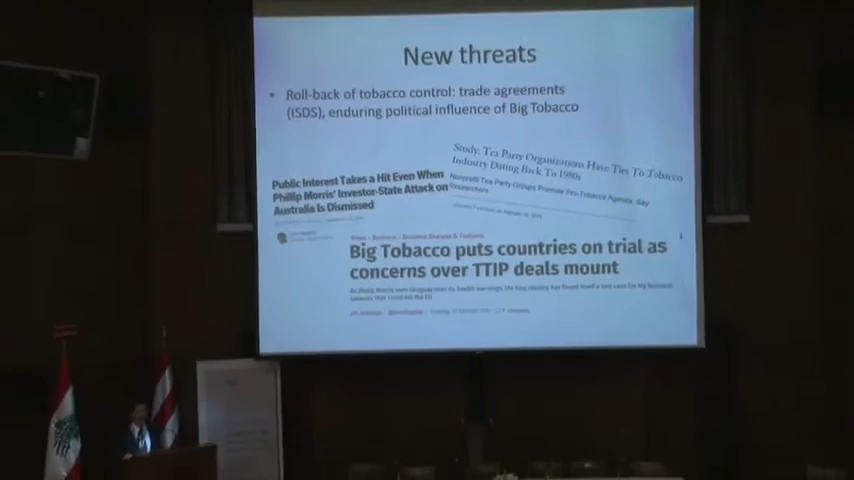 New threats
• Roll-back of tobacco control: trade agreements
(ISDS), enduring political influence of Big Tobacco
Study: Tea Party Organizations Have Ties To Tobacco
Industry Dating Back To 1980s
Nonprofit Tea Party Groups Promote Pro-Tobacco Agenda, Say
Researchers
Public Interest Takes a Hit Even When
Phillip Morris' Investor-State Attack on
Australia Is Dismissed
Big Tobacco puts countries on trial as
concerns over TTIP deals mount